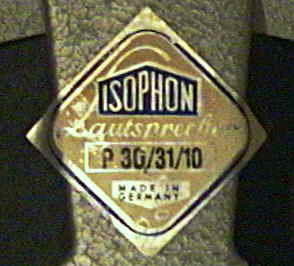 ISOPHON
Lautsprecher
P 30/31/10
MADE IN
GERMANY